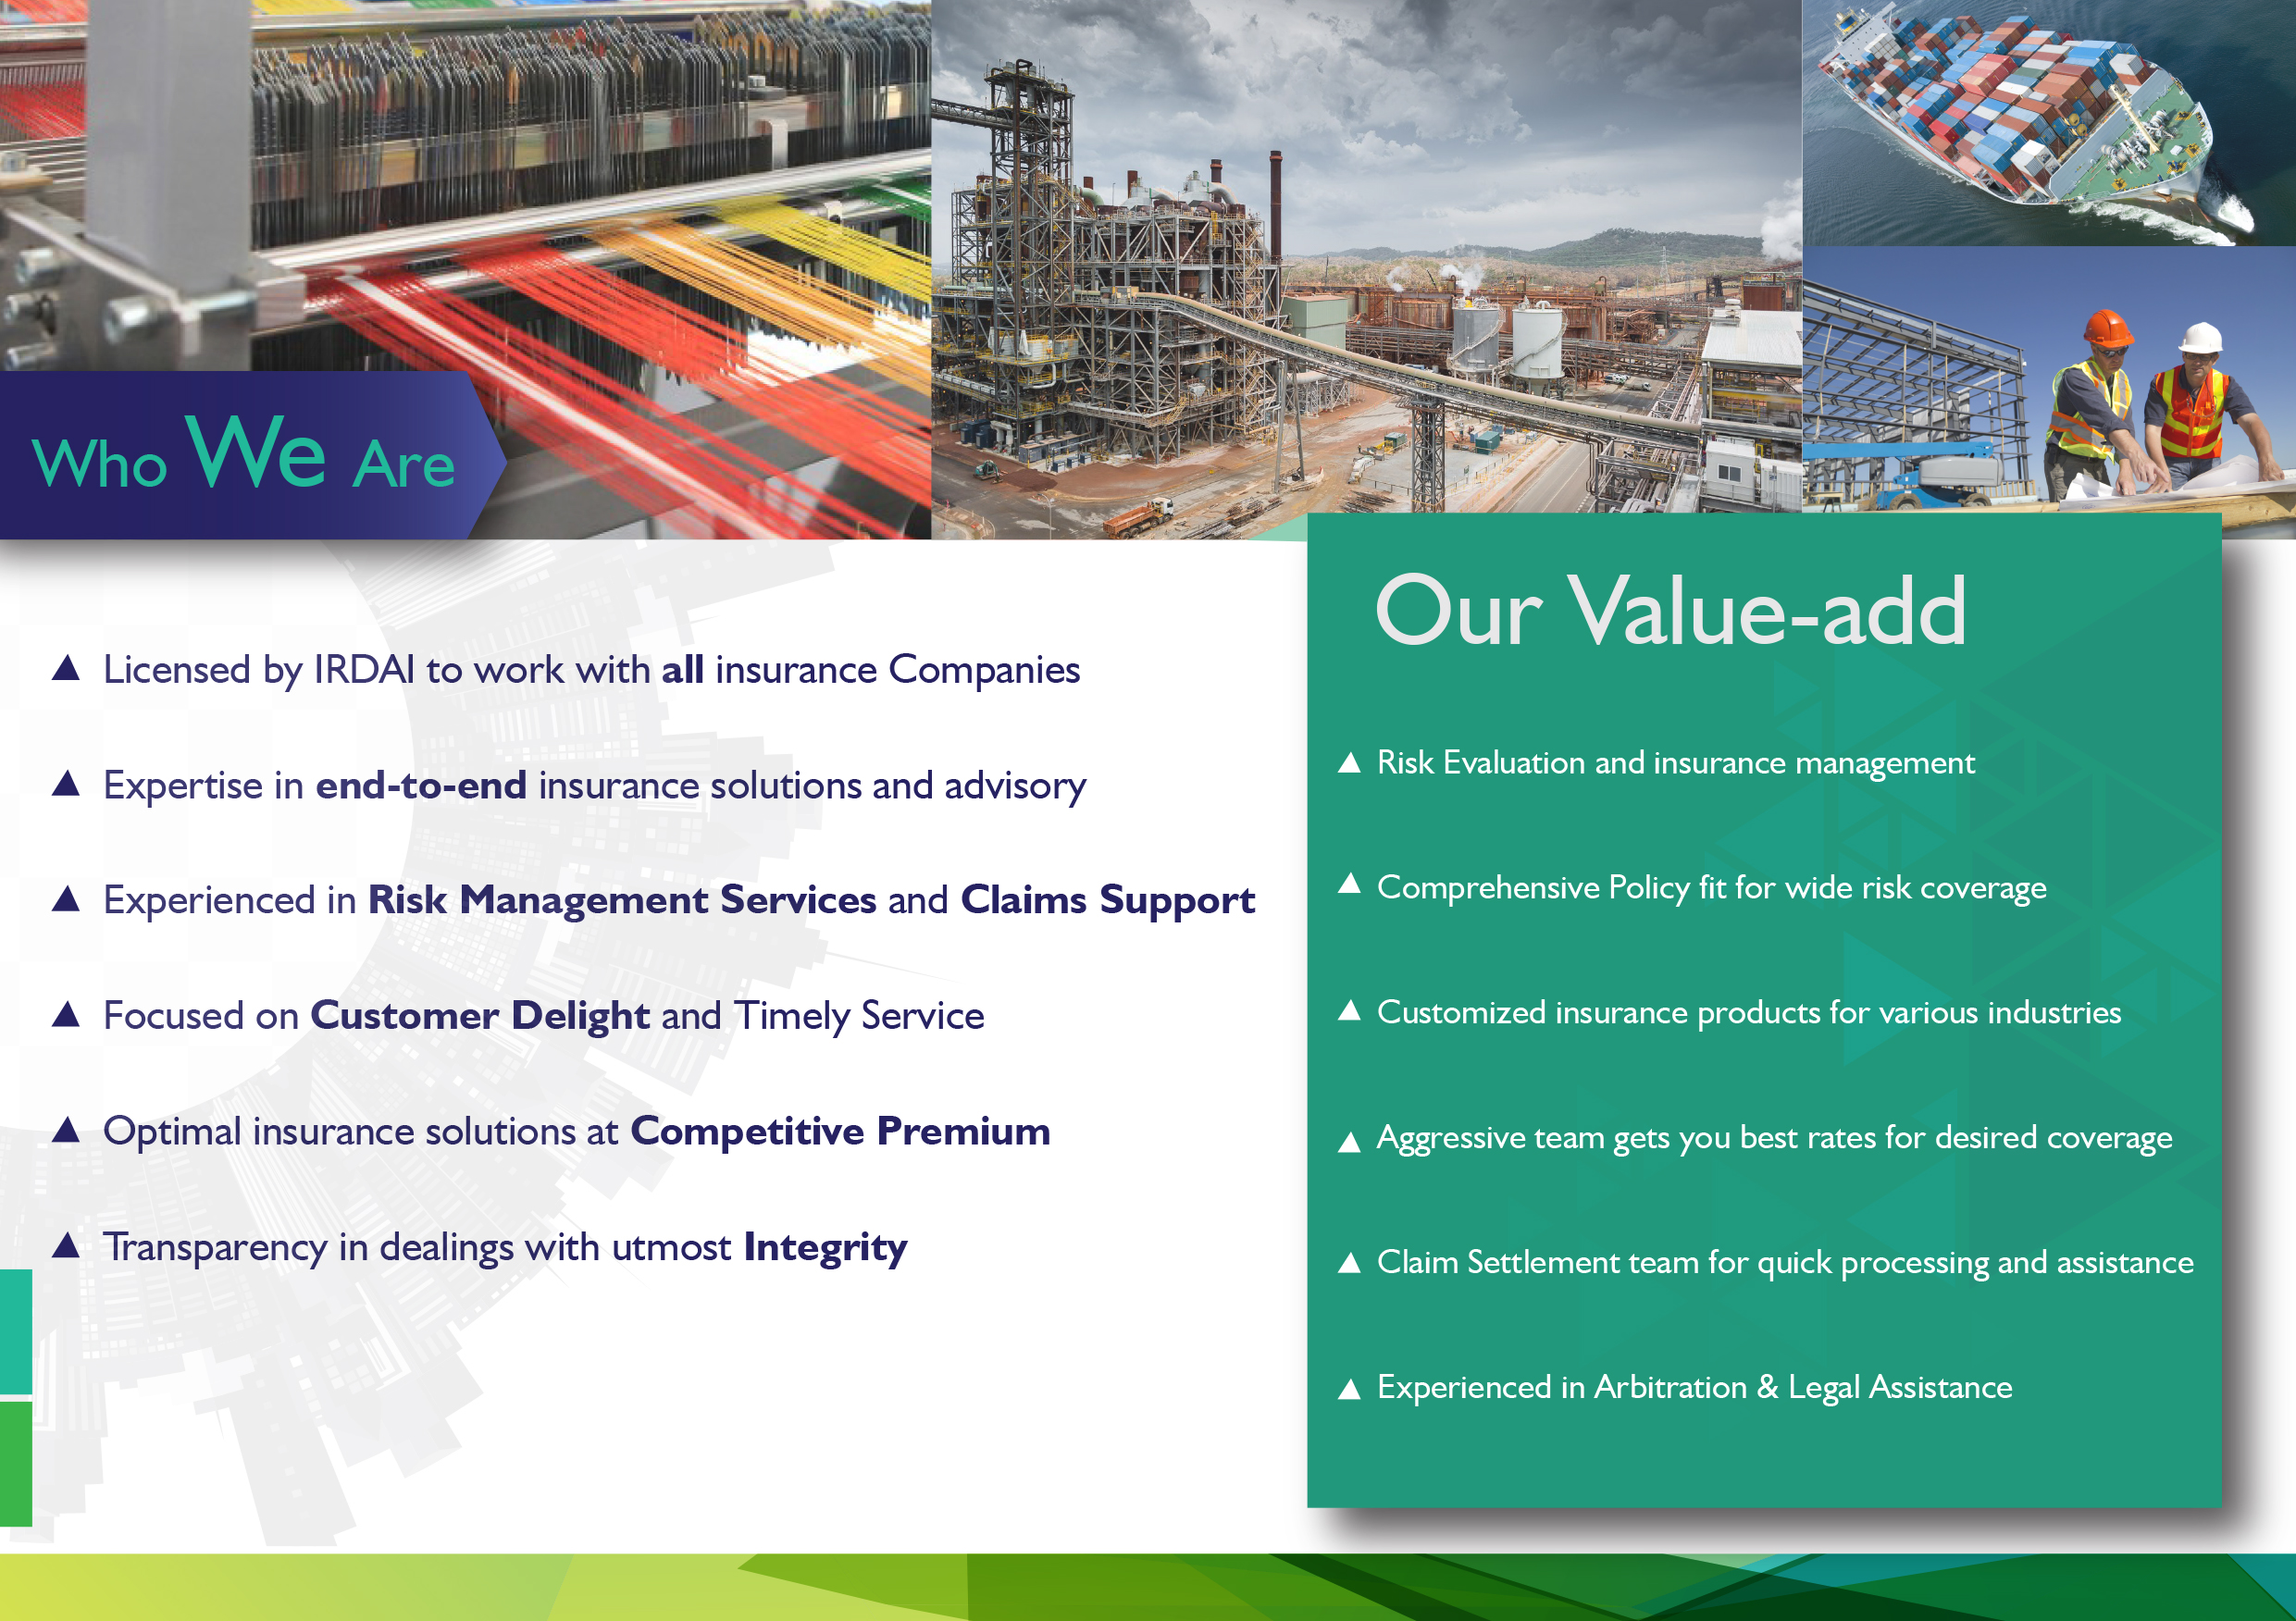 Who We Are
Licensed by IRDAI to work with all insurance Companies
Expertise in end-to-end insurance solutions and advisory
Experienced in Risk Management Services and Claims Support
Focused on Customer Delight and Timely Service
Optimal insurance solutions at Competitive Premium
Transparency in dealings with utmost Integrity
Our Value-add
Risk Evaluation and insurance management
Comprehensive Policy fit for wide risk coverage
Customized insurance products for various industries
Aggressive team gets you best rates for desired coverage
Claim Settlement team for quick processing and assistance
Experienced in Arbitration & Legal Assistance